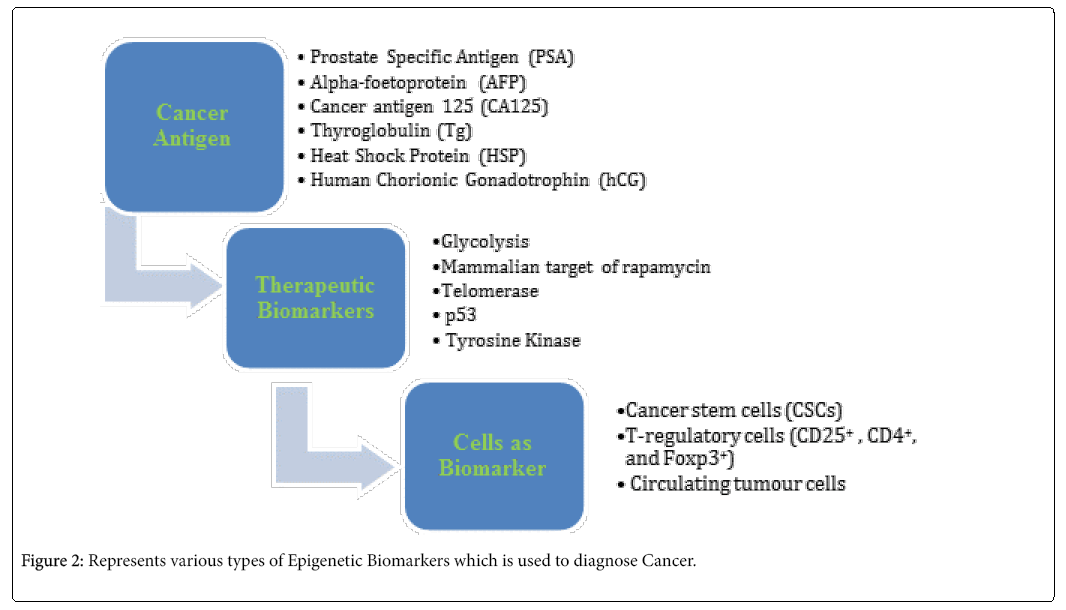 Cancer
Antigen
• Prostate Specific Antigen (PSA)
• Alpha-foetoprotein (AFP)
• Cancer antigen 125 (CA125)
• Thyroglobulin (Tg)
• Heat Shock Protein (HSP)
• Human Chorionic Gonadotrophin (hCG)
Therapeutic
Biomarkers
•Glycolysis
•Mammalian target of rapamycin
•Telomerase
• p53
• Tyrosine Kinase
Cells as
Biomarker
•Cancer stem cells (CSCs)
•T-regulatory cells (CD25⁺ , CD4⁺,
and Foxp3⁺)
• Circulating tumour cells
Figure 2: Represents various types of Epigenetic Biomarkers which is used to diagnose Cancer.